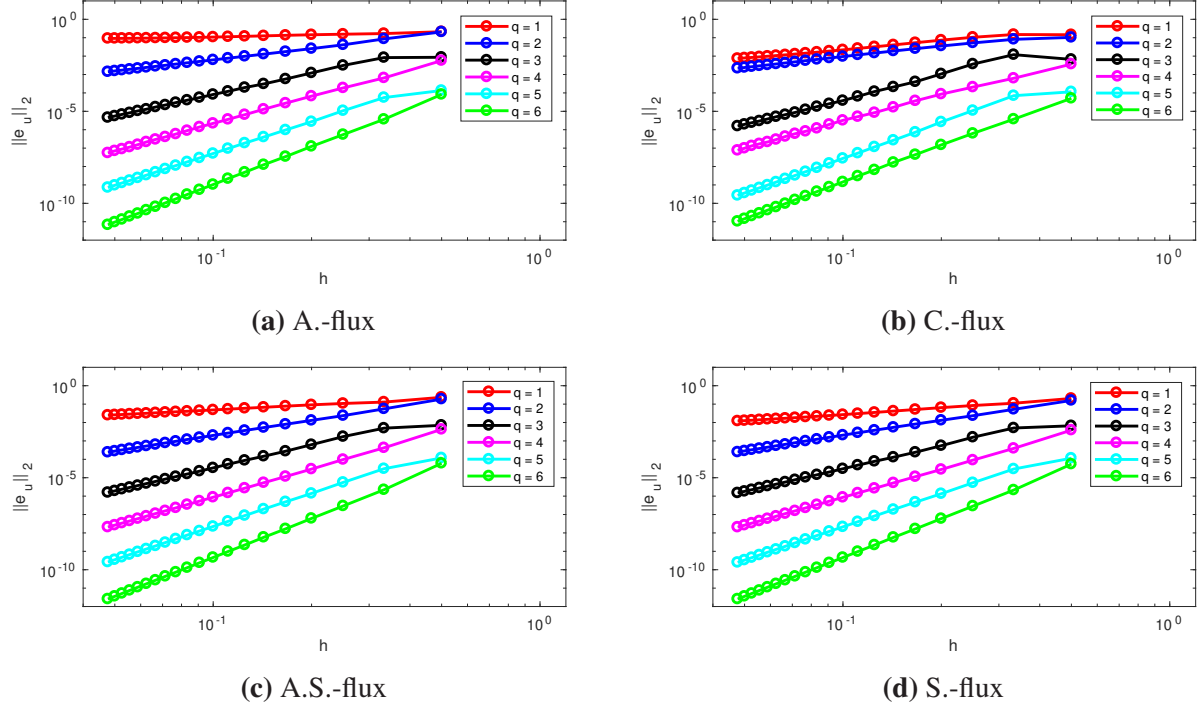 10^0
10^-5
10^-10
||e_u||_2
10^-1
10^0
h
q = 1
q = 2
q = 3
q = 4
q = 5
q = 6
(a) A.-flux
10^0
10^-5
10^-10
||e_u||_2
10^-1
10^0
h
q = 1
q = 2
q = 3
q = 4
q = 5
q = 6
(b) C.-flux
10^0
10^-5
10^-10
||e_u||_2
10^-1
10^0
h
q = 1
q = 2
q = 3
q = 4
q = 5
q = 6
(c) A.S.-flux
10^0
10^-5
10^-10
||e_u||_2
10^-1
10^0
h
q = 1
q = 2
q = 3
q = 4
q = 5
q = 6
(d) S.-flux